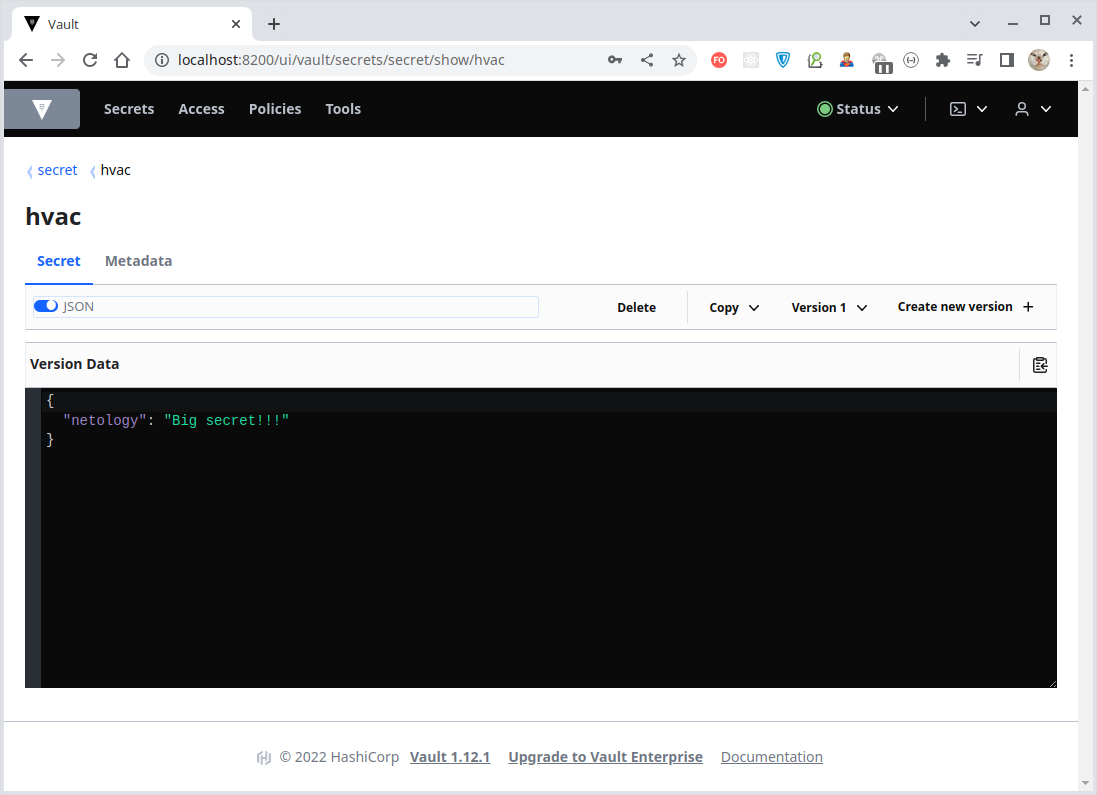 Vault
localhost:8200/ui/vault/secrets/secret/show/hvac
FO
Secrets Access Policies Tools Status
secret hvac
hvac
Secret Metadata
JSON Delete Copy Version 1 Create new version
Version Data
{
"netology": "Big secret!!!"
}
© 2022 HashiCorp Vault 1.12.1 Upgrade to Vault Enterprise Documentation